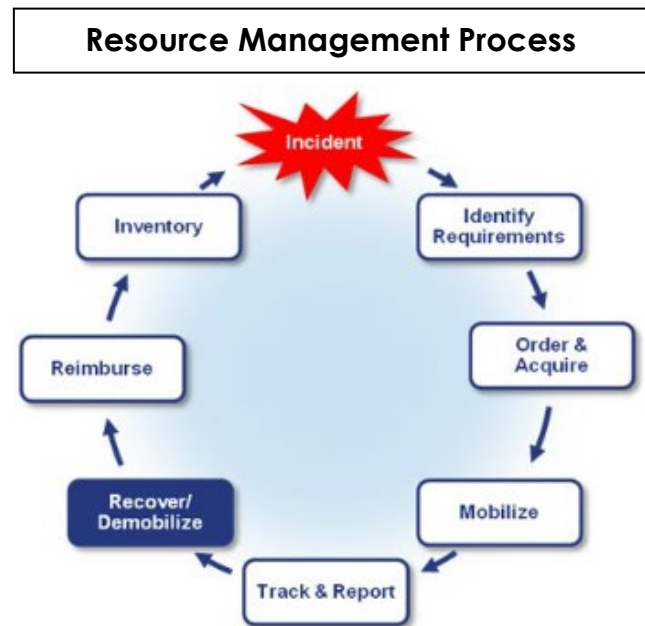 Resource Management Process
Incident
Identify
Requirements
Order &
Acquire
Mobilize
Track & Report
Recover/
Demobilize
Reimburse
Inventory